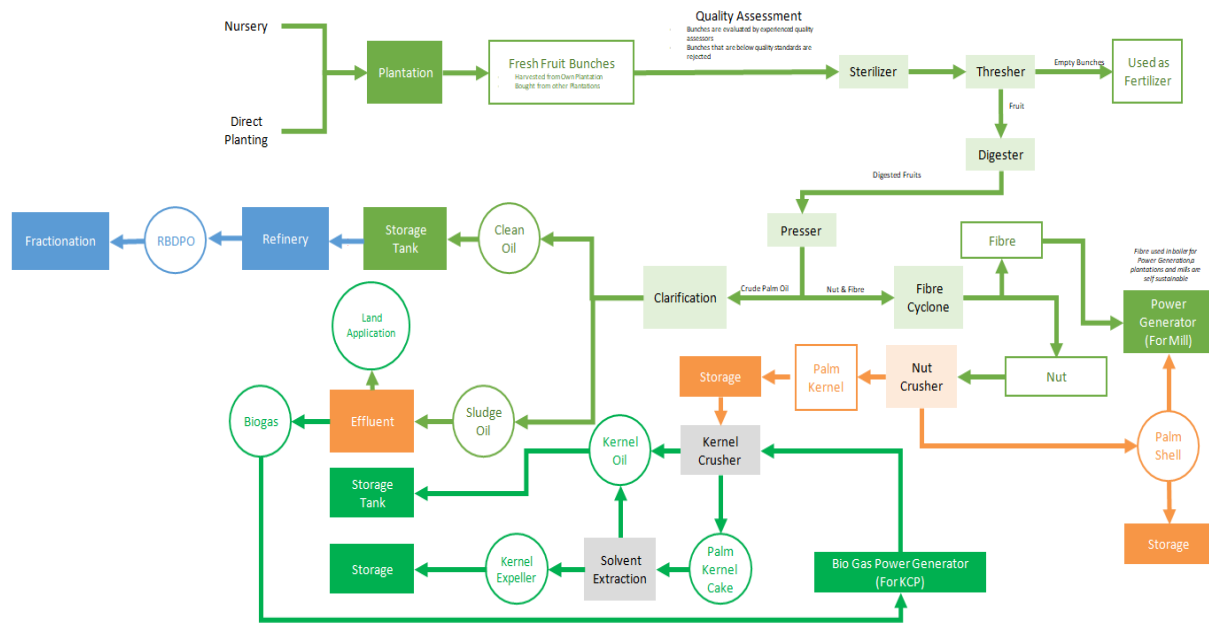 Quality Assessment
Bunches are evaluated by experienced quality
assessors
Bunches that are below quality standards are
rejected
Nursery
Plantation
Fresh Fruit Bunches
Harvested from Own Plantation
Bought from other Plantations
Sterilizer
Thresher
Empty Bunches
Used as
Fertilizer
Fruit
Direct
Planting
Digester
Digested Fruits
Fractionation
RBDPO
Refinery
Storage
Tank
Clean
Oil
Presser
Fibre
Fibre used in boiler for
Power Generation,s
plantations and mills are
self sustainable
Clarification
Crude Palm Oil
Nut & Fibre
Fibre
Cyclone
Power
Generator
(For Mill)
Land
Application
Storage
Palm
Kernel
Nut
Crusher
Nut
Biogas
Effluent
Sludge
Oil
Kernel
Oil
Kernel
Crusher
Palm
Shell
Storage
Tank
Storage
Storage
Kernel
Expeller
Solvent
Extraction
Palm
Kernel
Cake
Bio Gas Power Generator
(For KCP)